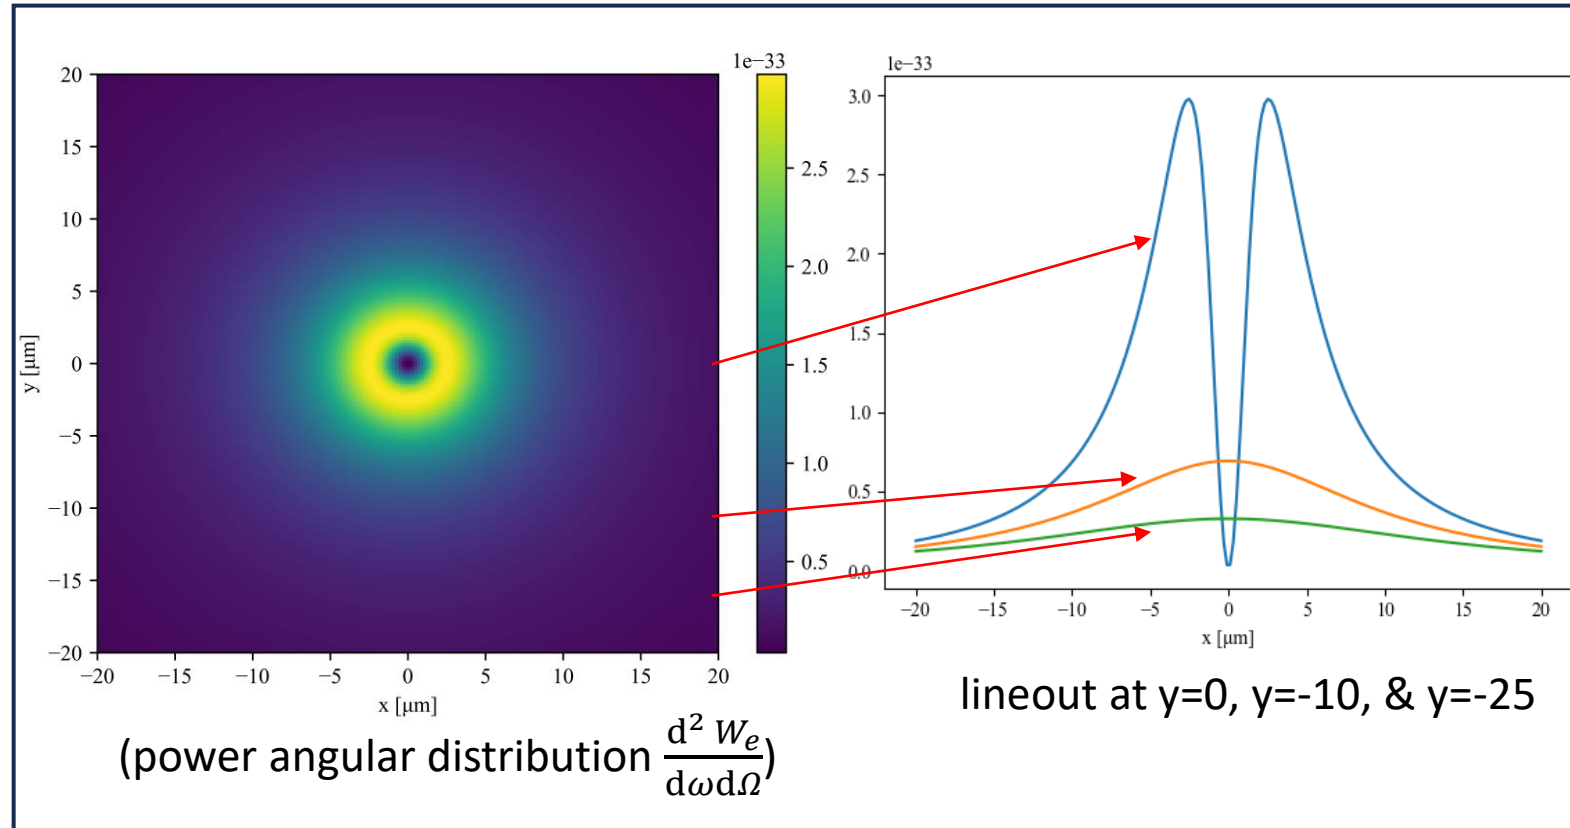 1e−33
20
15
10
5
0
−5
−10
−15
−20
y [μm]
−20 −15 −10 −5 0 5 10 15 20
x [μm]
2.5
2.0
1.5
1.0
0.5
(power angular distribution d² W_e / dωdΩ)
1e−33
3.0
2.5
2.0
1.5
1.0
0.5
0.0
−20 −15 −10 −5 0 5 10 15 20
x [μm]
lineout at y=0, y=-10, & y=-25